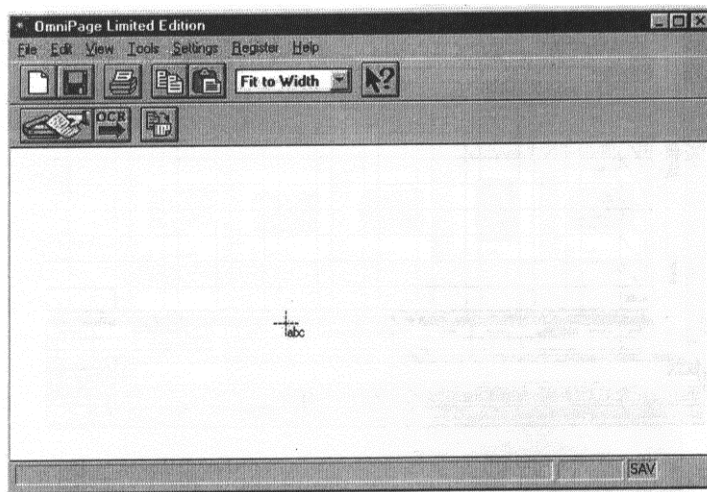 OmniPage Limited Edition
File Edit View Tools Settings Register Help
Fit to Width
OCR
abc
SAV